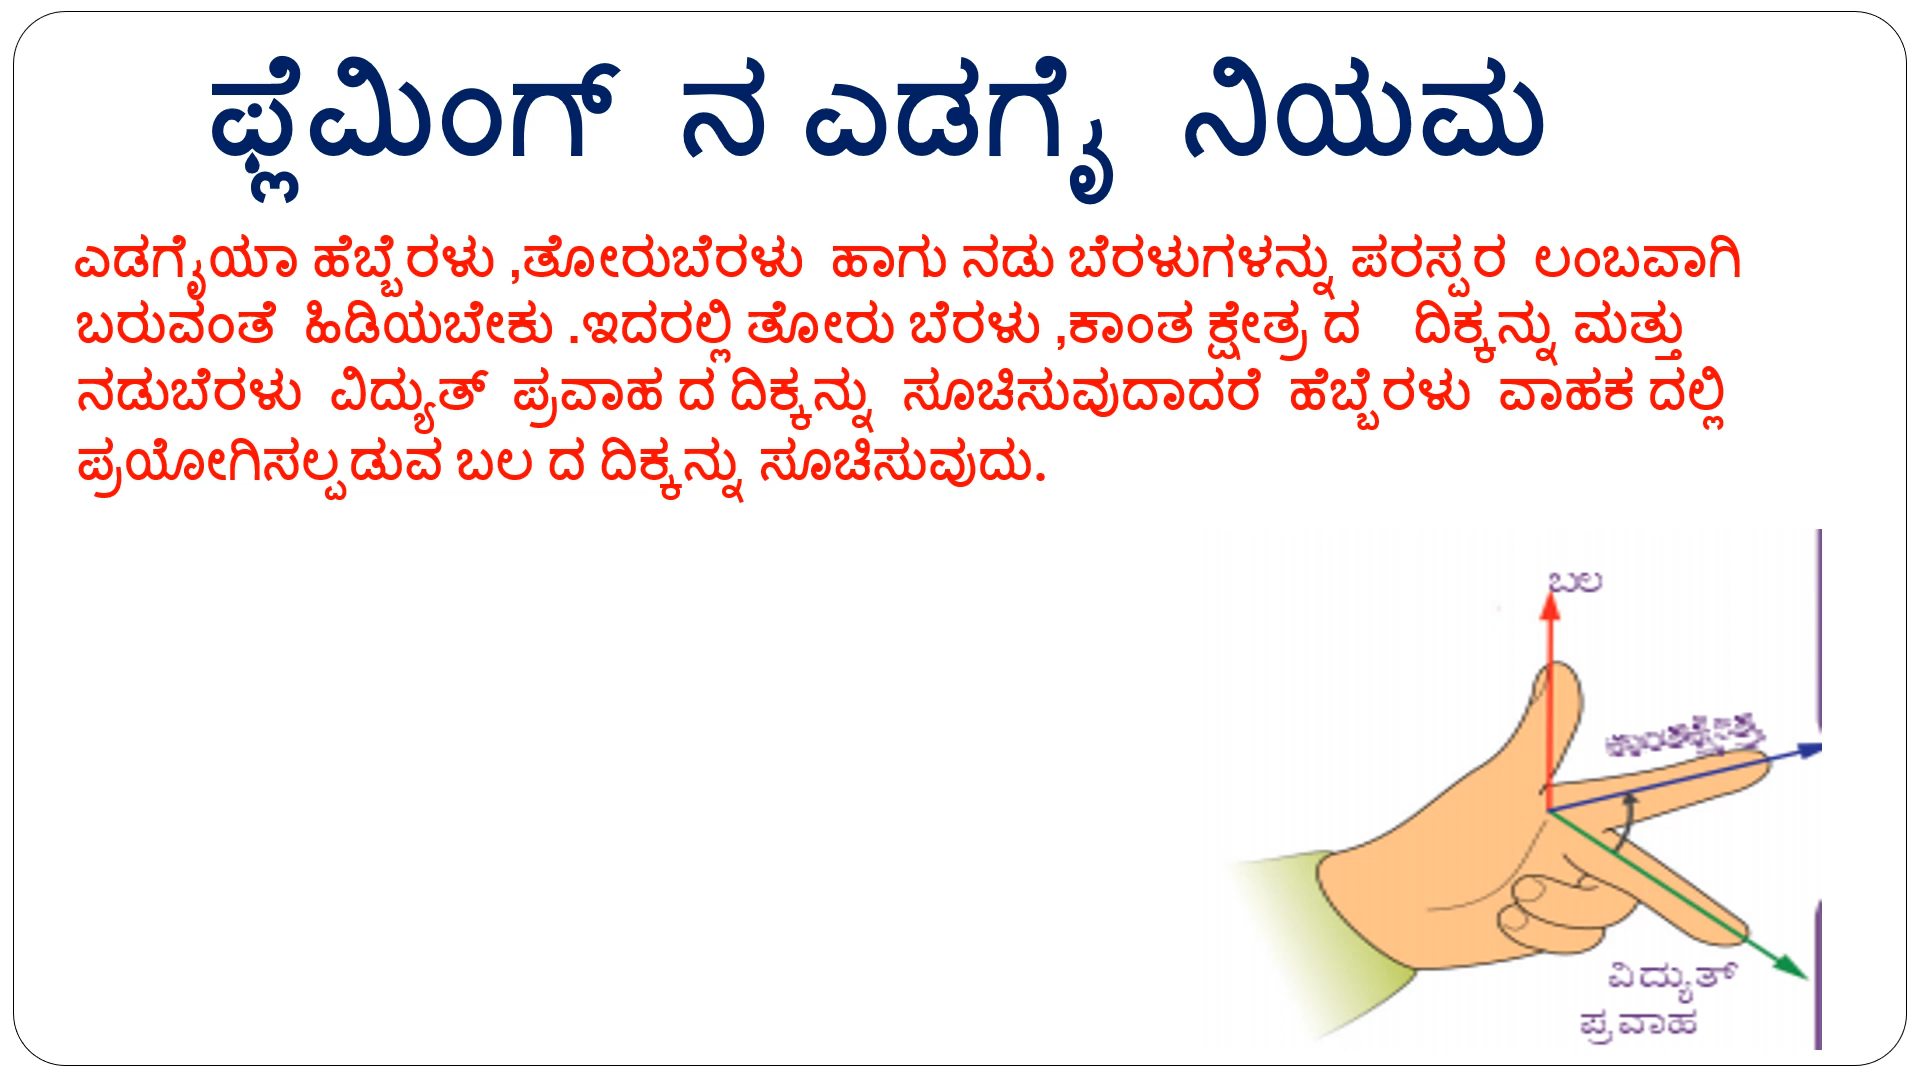 ಫ್ಲೆಮಿಂಗ್ ನ ಎಡಗೈ ನಿಯಮ
ಎಡಗೈಯಾ ಹೆಬ್ಬೆರಳು ,ತೋರುಬೆರಳು ಹಾಗು ನಡು ಬೆರಳುಗಳನ್ನು ಪರಸ್ಪರ ಲಂಬವಾಗಿ
ಬರುವಂತೆ ಹಿಡಿಯಬೇಕು .ಇದರಲ್ಲಿ ತೋರು ಬೆರಳು ,ಕಾಂತ ಕ್ಷೇತ್ರ ದ ದಿಕ್ಕನ್ನು ಮತ್ತು
ನಡುಬೆರಳು ವಿದ್ಯುತ್ ಪ್ರವಾಹ ದ ದಿಕ್ಕನ್ನು ಸೂಚಿಸುವುದಾದರೆ ಹೆಬ್ಬೆರಳು ವಾಹಕ ದಲ್ಲಿ
ಪ್ರಯೋಗಿಸಲ್ಪಡುವ ಬಲ ದ ದಿಕ್ಕನ್ನು ಸೂಚಿಸುವುದು.
ಬಲ
ಕಾಂತಕ್ಷೇತ್ರ
ವಿದ್ಯುತ್
ಪ್ರವಾಹ